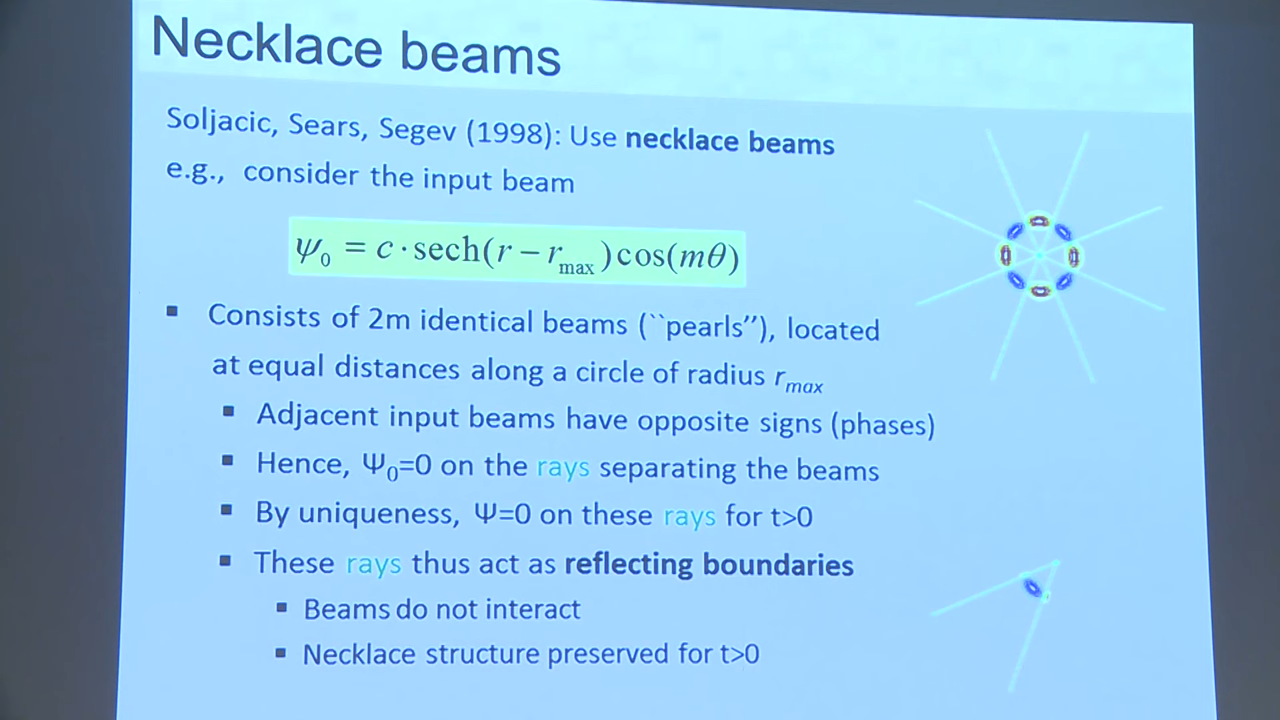 Necklace beams
Soljacic, Sears, Segev (1998): Use necklace beams
e.g., consider the input beam
ψ₀ = c · sech(r − r_max)cos(mθ)
▪ Consists of 2m identical beams (``pearls''), located
at equal distances along a circle of radius r_max
▪ Adjacent input beams have opposite signs (phases)
▪ Hence, Ψ₀=0 on the rays separating the beams
▪ By uniqueness, Ψ=0 on these rays for t>0
▪ These rays thus act as reflecting boundaries
▪ Beams do not interact
▪ Necklace structure preserved for t>0